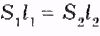 S₁l₁ = S₂l₂